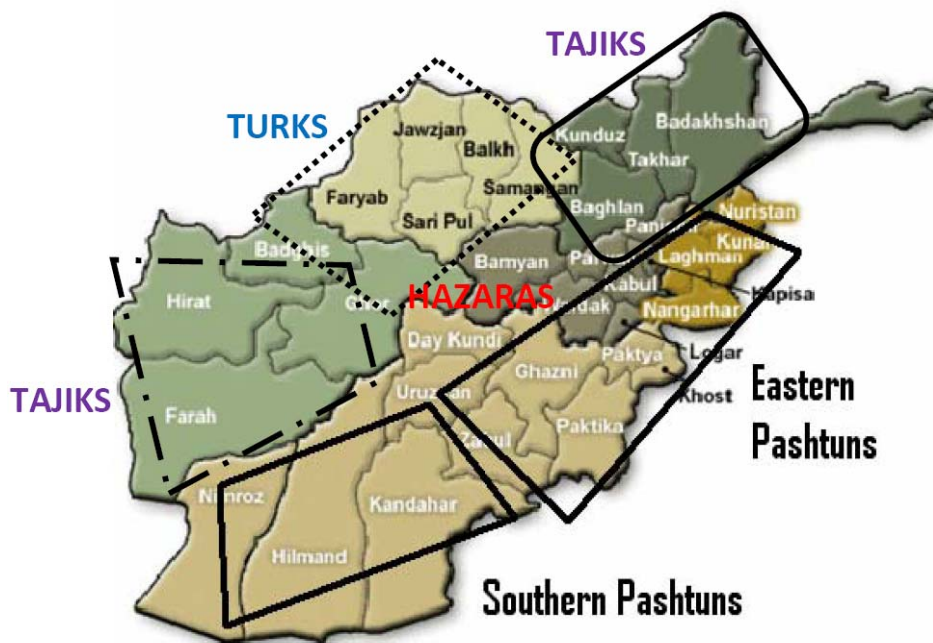 TAJIKS
TURKS
Jawzjan
Balkh
Kunduz
Badakhshan
Takhar
Faryab
Samangan
Sari Pul
Baghlan
Nuristan
Kunar
Badghis
Bamyan
Laghman
Hirat
Ghor
HAZARAS
Kabul
Kapisa
Wardak
Nangarhar
Day Kundi
Logar
Paktya
Ghazni
TAJIKS
Farah
Uruzgan
Khost
Eastern
Pashtuns
Zabul
Paktika
Nimroz
Kandahar
Hilmand
Southern Pashtuns